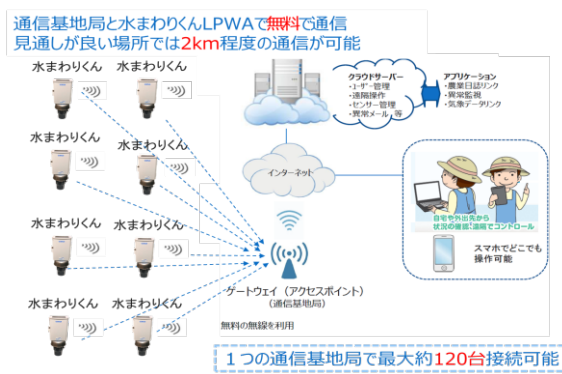 通信基地局と水まわりくんLPWAで無料で通信
見通しが良い場所では2km程度の通信が可能
水まわりくん 水まわりくん
水まわりくん 水まわりくん
水まわりくん 水まわりくん
水まわりくん 水まわりくん
クラウドサーバー
・ユーザー管理
・遠隔操作
・センサー管理
・異常メール 等
アプリケーション
・農業日誌リンク
・異常監視
・気象データリンク
インターネット
自宅や外出先から
状況の確認、遠隔でコントロール
スマホでどこでも
操作可能
ゲートウェイ（アクセスポイント）
（通信基地局）
無料の無線を利用
１つの通信基地局で最大約120台接続可能